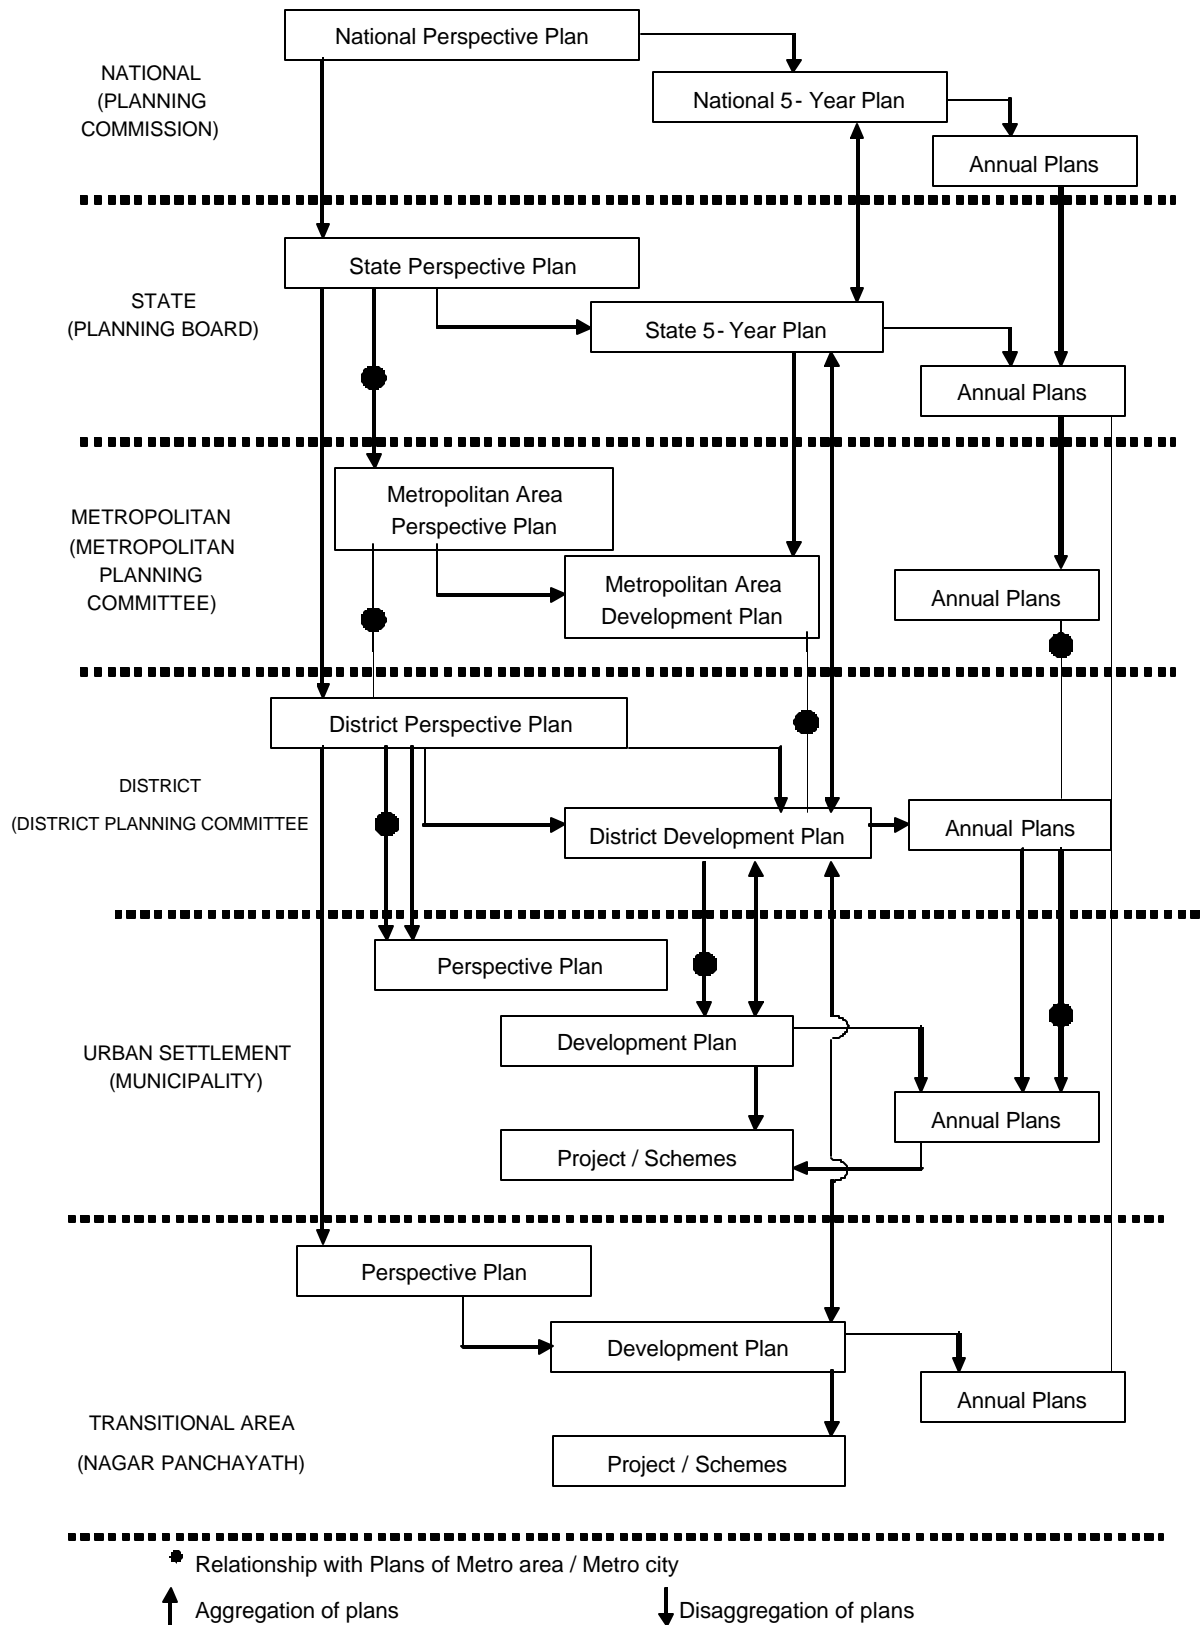 National Perspective Plan
NATIONAL
(PLANNING
COMMISSION)
National 5- Year Plan
Annual Plans
State Perspective Plan
STATE
(PLANNING BOARD)
State 5- Year Plan
Annual Plans
Metropolitan Area
Perspective Plan
METROPOLITAN
(METROPOLITAN
PLANNING
COMMITTEE)
Metropolitan Area
Development Plan
Annual Plans
District Perspective Plan
DISTRICT
(DISTRICT PLANNING COMMITTEE
District Development Plan
Annual Plans
Perspective Plan
Development Plan
URBAN SETTLEMENT
(MUNICIPALITY)
Annual Plans
Project / Schemes
Perspective Plan
Development Plan
Annual Plans
TRANSITIONAL AREA
(NAGAR PANCHAYATH)
Project / Schemes
Relationship with Plans of Metro area / Metro city
Aggregation of plans
Disaggregation of plans